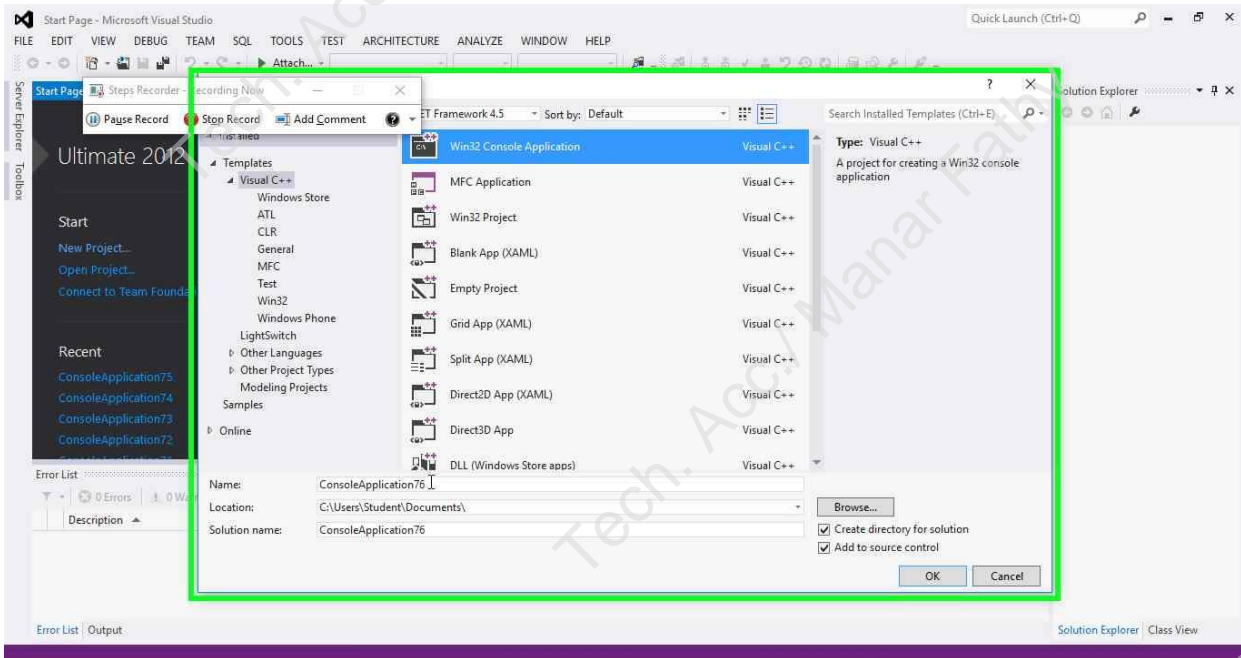 Start Page - Microsoft Visual Studio
Quick Launch (Ctrl+Q)
FILE EDIT VIEW DEBUG TEAM SQL TOOLS TEST ARCHITECTURE ANALYZE WINDOW HELP
Attach...
Server Explorer
Toolbox
Start Page
Steps Recorder - Recording Now
Pause Record Stop Record Add Comment
Framework 4.5 Sort by: Default
Search Installed Templates (Ctrl+E)
Solution Explorer
Ultimate 2012
Start
New Project...
Open Project...
Connect to Team
Recent
ConsoleApplication75
ConsoleApplication74
ConsoleApplication73
ConsoleApplication72
Installed
Templates
Visual C++
Windows Store
ATL
CLR
General
MFC
Test
Win32
Windows Phone
LightSwitch
Other Languages
Other Project Types
Modeling Projects
Samples
Online
Win32 Console Application Visual C++
MFC Application Visual C++
Win32 Project Visual C++
Blank App (XAML) Visual C++
Empty Project Visual C++
Grid App (XAML) Visual C++
Split App (XAML) Visual C++
Direct2D App (XAML) Visual C++
Direct3D App Visual C++
DLL (Windows Store apps) Visual C++
Type: Visual C++
A project for creating a Win32 console
application
Name: ConsoleApplication76
Location: C:\Users\Student\Documents\
Browse...
Solution name: ConsoleApplication76
Create directory for solution
Add to source control
OK Cancel
Error List
0 Errors 0
Description
Error List Output
Solution Explorer Class View
Tech. Acc./ Manar Fathy